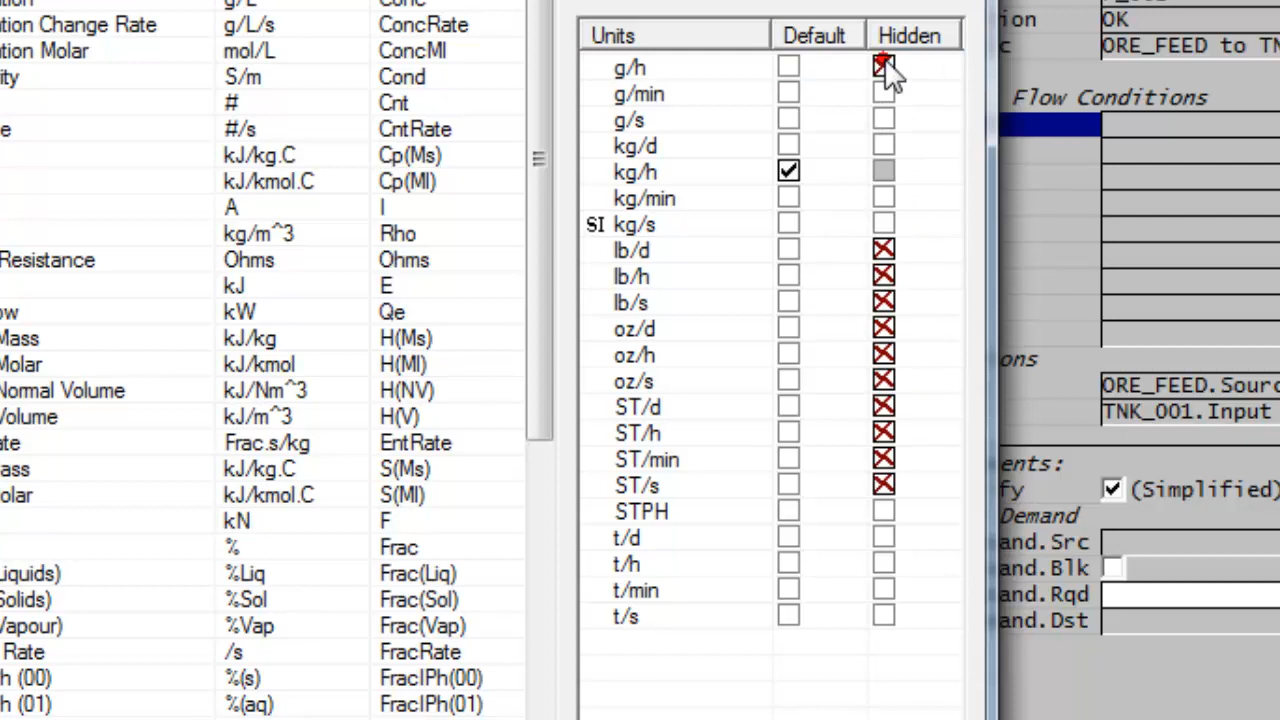 g/L Conc
tion Change Rate g/L/s ConcRate
tion Molar mol/L ConcMl
ity S/m Cond
# Cnt
e #/s CntRate
kJ/kg.C Cp(Ms)
kJ/kmol.C Cp(Ml)
A I
kg/m^3 Rho
Resistance Ohms Ohms
kJ E
ow kW Qe
Mass kJ/kg H(Ms)
Molar kJ/kmol H(Ml)
Normal Volume kJ/Nm^3 H(NV)
Volume kJ/m^3 H(V)
ate Frac.s/kg EntRate
ass kJ/kg.C S(Ms)
olar kJ/kmol.C S(Ml)
kN F
% Frac
Liquids) %Liq Frac(Liq)
Solids) %Sol Frac(Sol)
Vapour) %Vap Frac(Vap)
Rate /s FracRate
h (00) %(s) FracIPh(00)
h (01) %(aq) FracIPh(01)
Units Default Hidden
g/h
g/min
g/s
kg/d
kg/h
kg/min
SI kg/s
lb/d
lb/h
lb/s
oz/d
oz/h
oz/s
ST/d
ST/h
ST/min
ST/s
STPH
t/d
t/h
t/min
t/s
ion OK
c ORE_FEED to TN
Flow Conditions
ons
ORE_FEED.Sourc
TNK_001.Input
ents:
fy (Simplified)
Demand
and.Src
and.Blk
and.Rqd
and.Dst